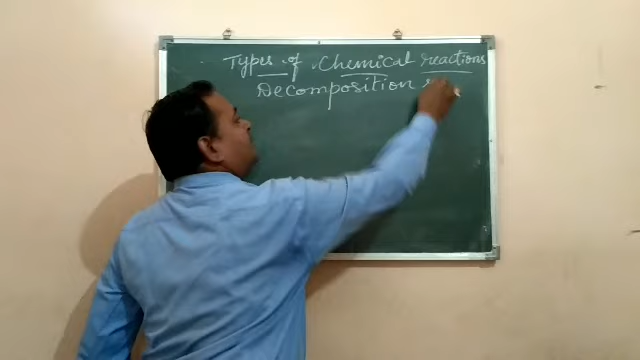 Types of Chemical reactions
Decomposition